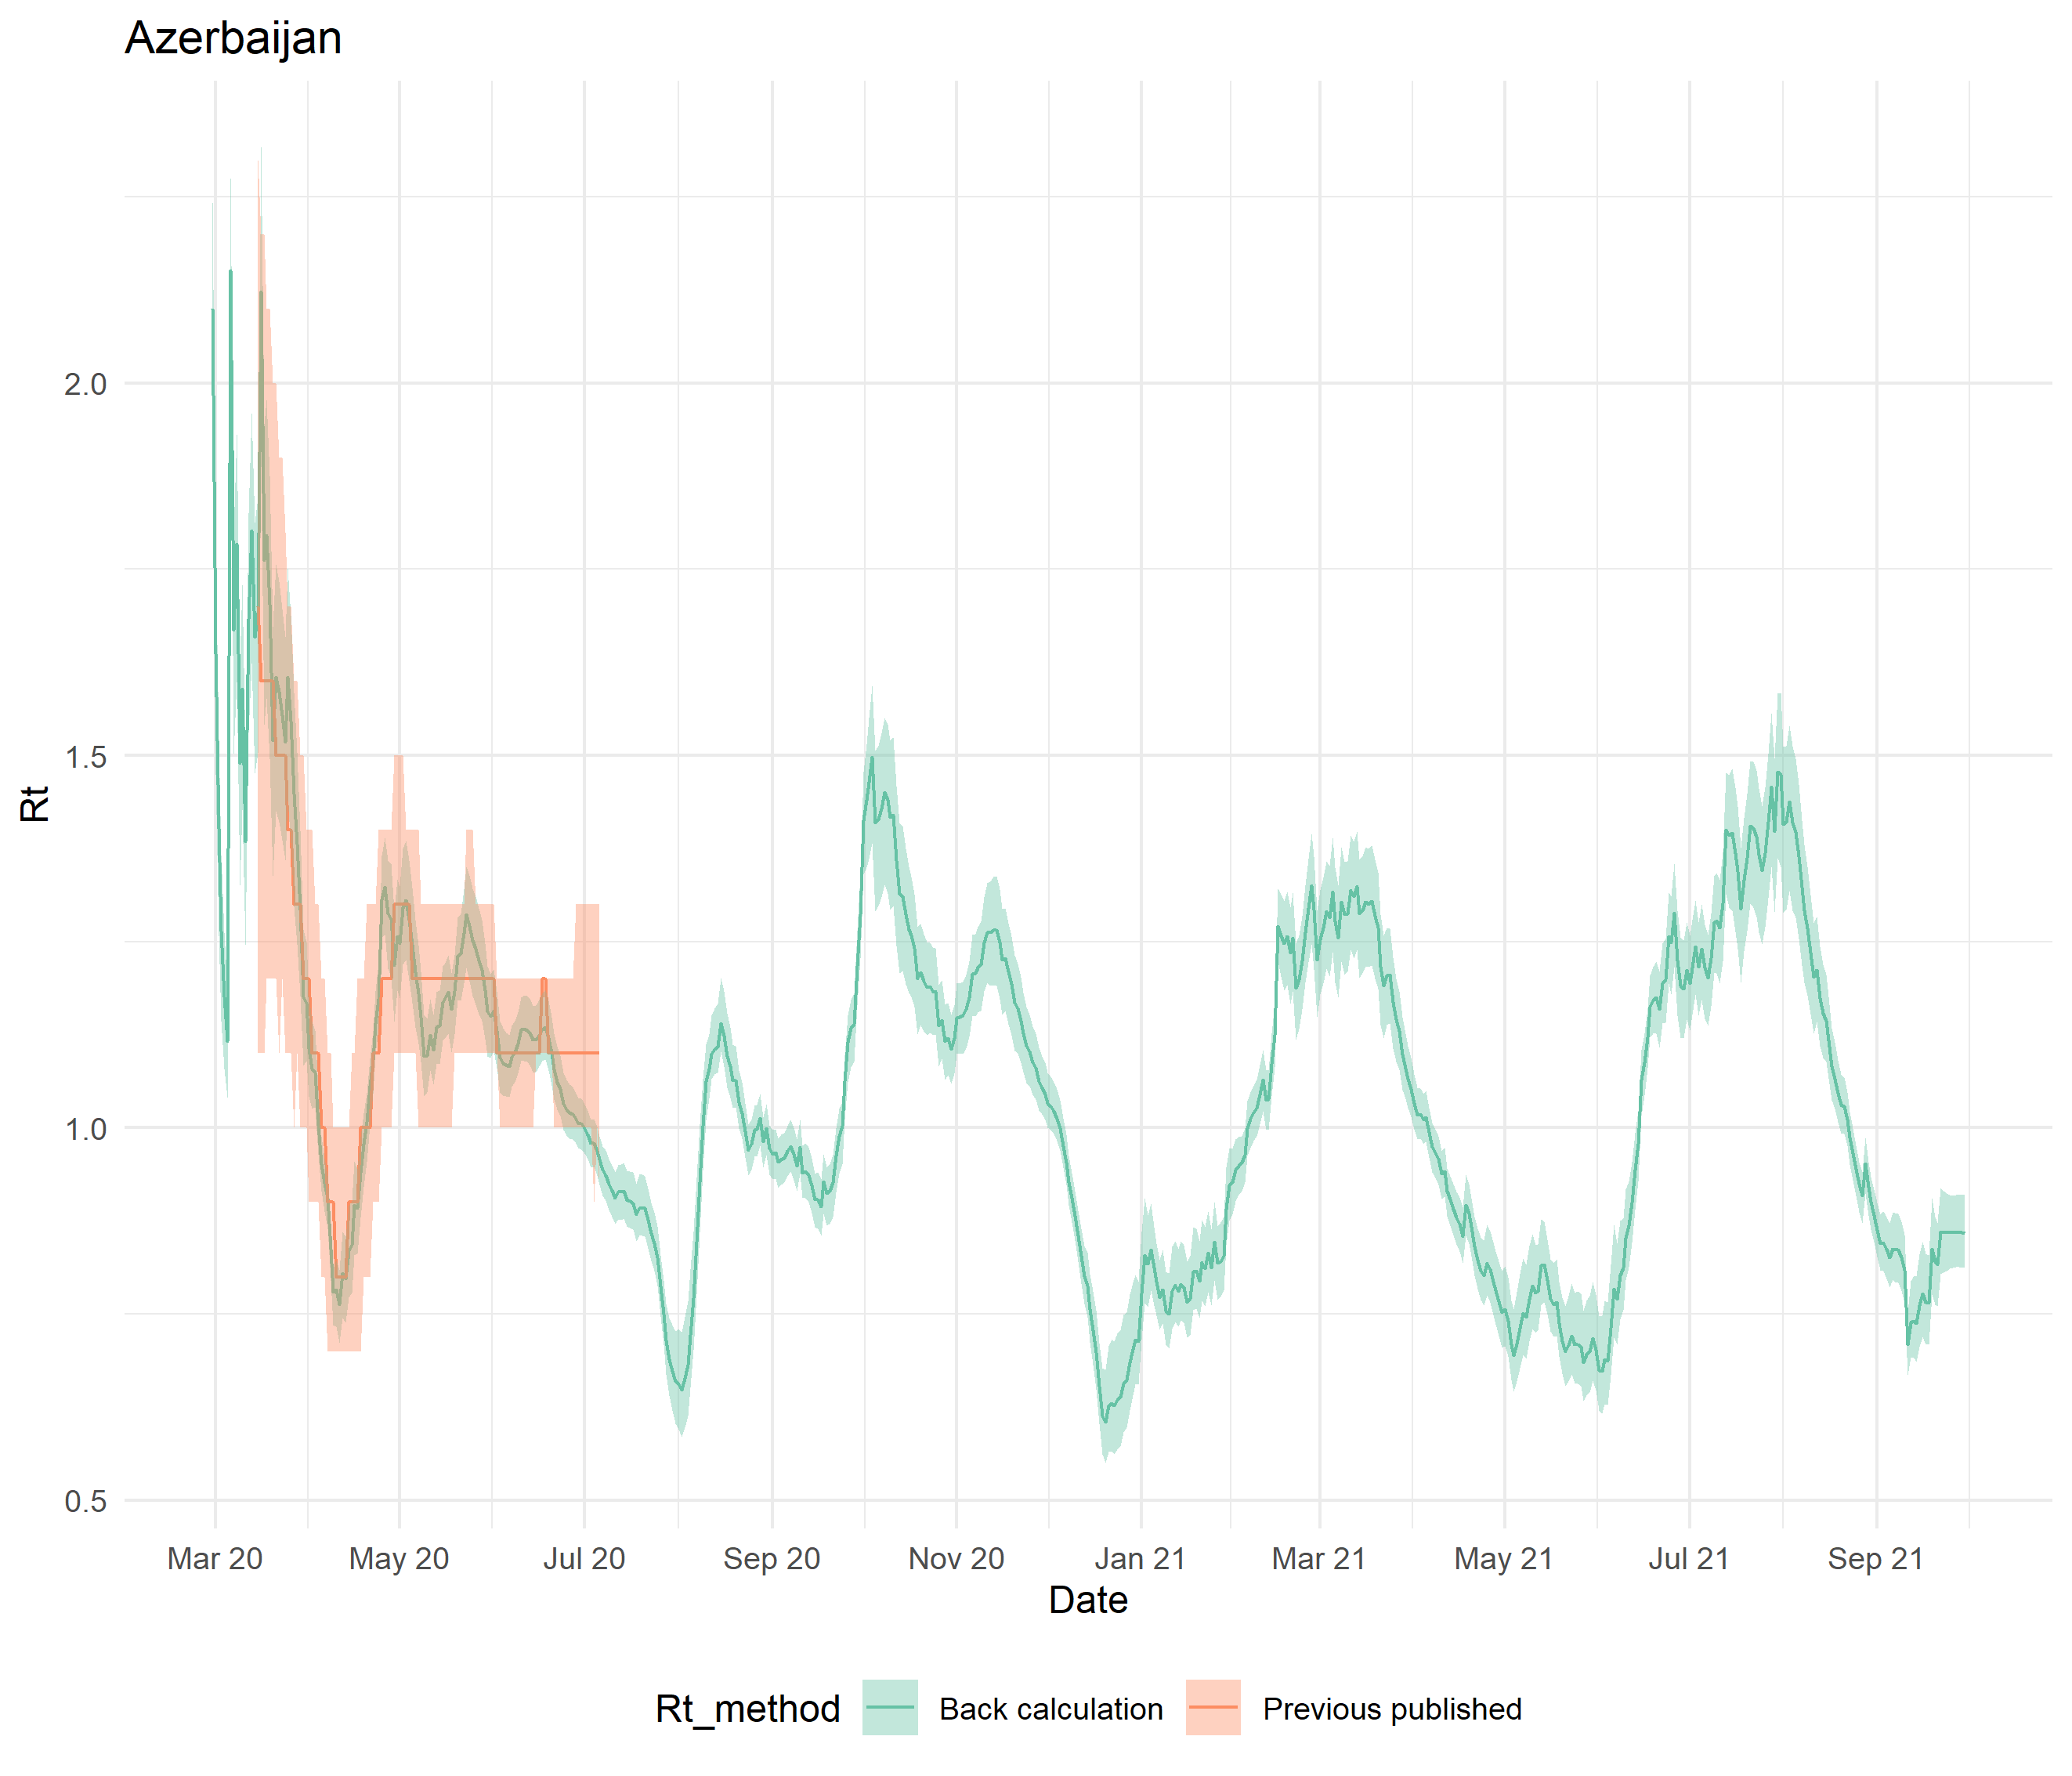 Azerbaijan
Rt
2.0
1.5
1.0
0.5
Mar 20 May 20 Jul 20 Sep 20 Nov 20 Jan 21 Mar 21 May 21 Jul 21 Sep 21
Date
Rt_method Back calculation Previous published